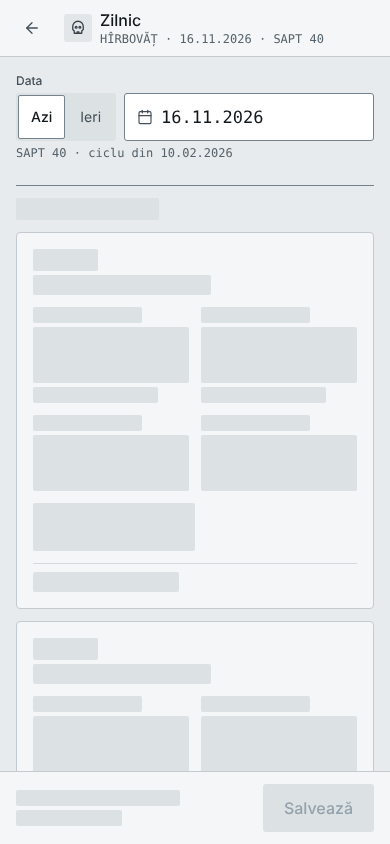 Zilnic
HÎRBOVĂȚ · 16.11.2026 · SAPT 40
Data
Azi
Ieri
16.11.2026
SAPT 40 · ciclu din 10.02.2026
Salvează